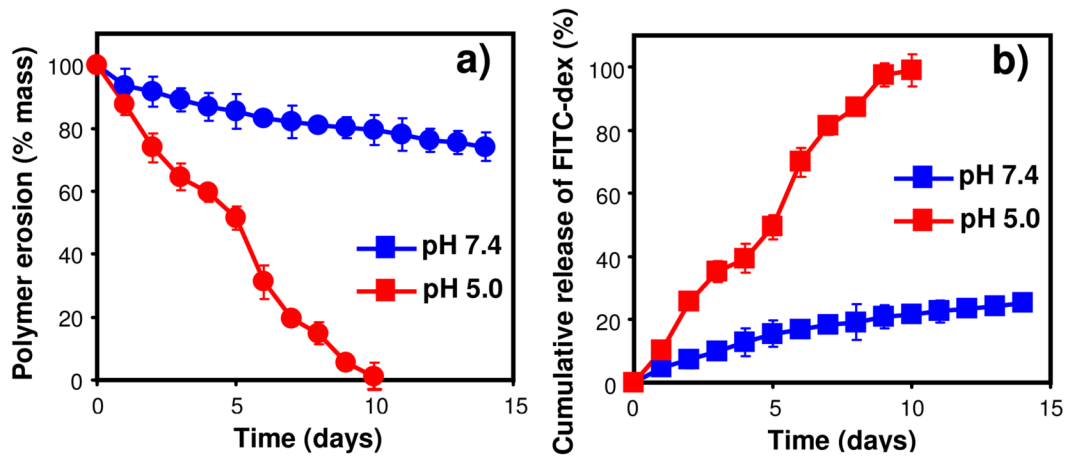 Polymer erosion (% mass)
100
80
60
40
20
0
a)
pH 7.4
pH 5.0
0 5 10 15
Time (days)
Cumulative release of FITC-dex (%)
100
80
60
40
20
0
b)
pH 7.4
pH 5.0
0 5 10 15
Time (days)